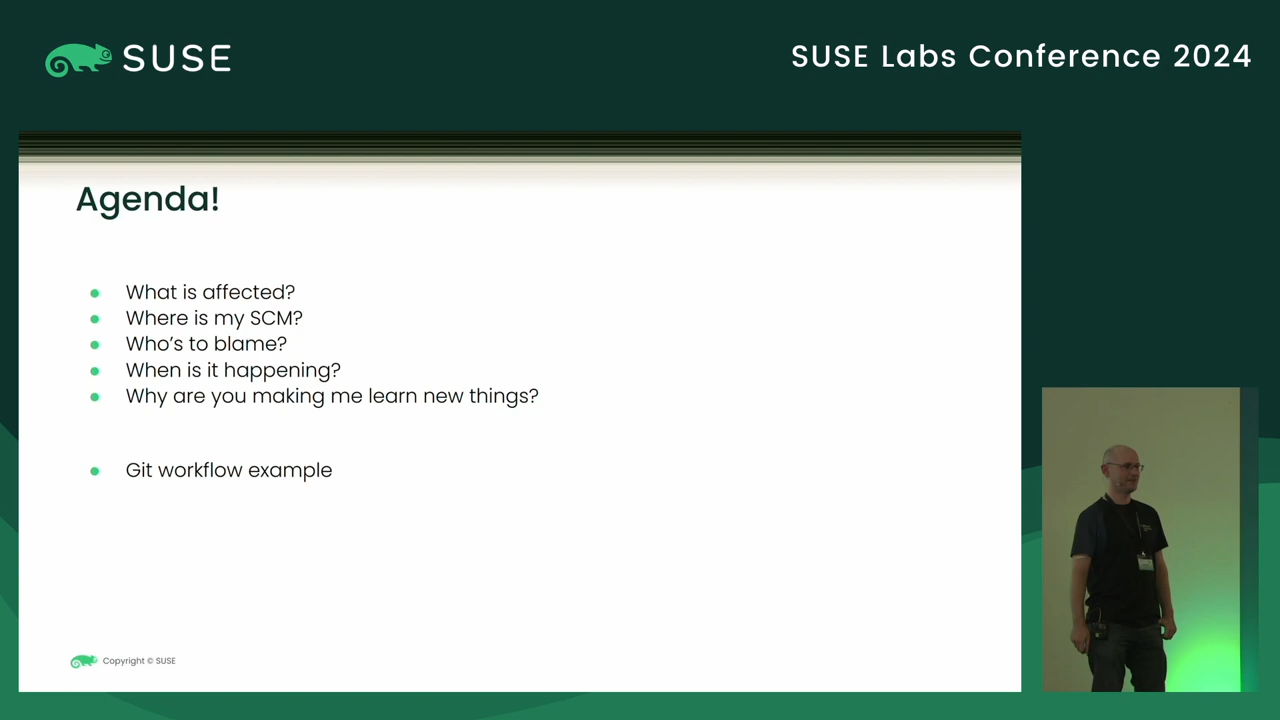 SUSE
SUSE Labs Conference 2024
Agenda!
What is affected?
Where is my SCM?
Who's to blame?
When is it happening?
Why are you making me learn new things?
Git workflow example
Copyright © SUSE